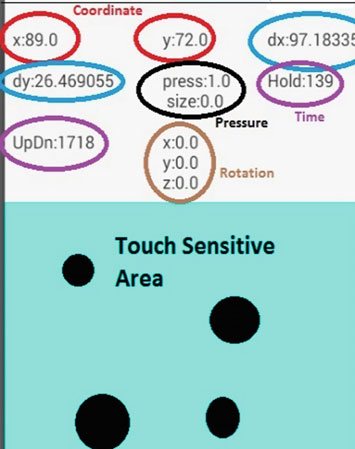 Coordinate
x:89.0 y:72.0 dx:97.18335
dy:26.469055 press:1.0 Hold:139
size:0.0
Pressure Time
UpDn:1718 x:0.0
y:0.0 Rotation
z:0.0
Touch Sensitive
Area